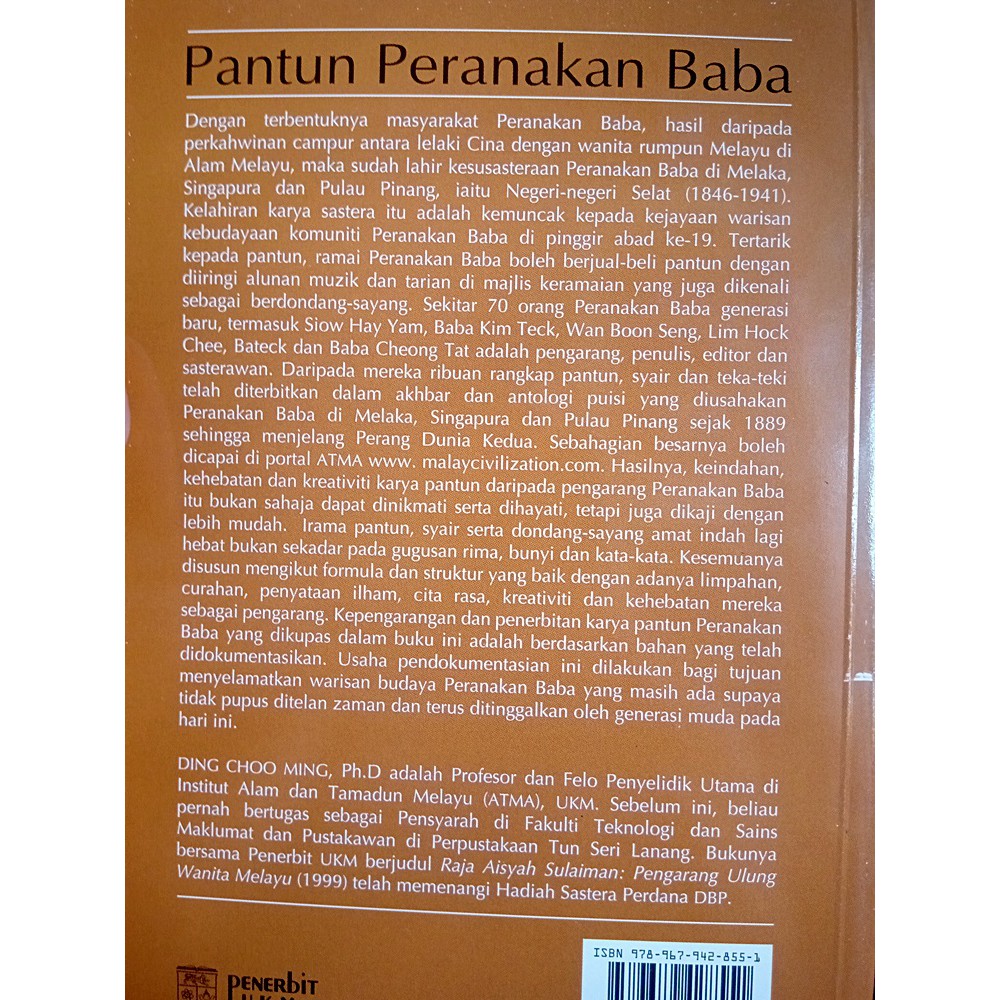 Pantun Peranakan Baba
Dengan terbentuknya masyarakat Peranakan Baba, hasil daripada
perkahwinan campur antara lelaki Cina dengan wanita rumpun Melayu di
Alam Melayu, maka sudah lahir kesusasteraan Peranakan Baba di Melaka,
Singapura dan Pulau Pinang, iaitu Negeri-negeri Selat (1846-1941).
Kelahiran karya sastera itu adalah kemuncak kepada kejayaan warisan
kebudayaan komuniti Peranakan Baba di pinggir abad ke-19. Tertarik
kepada pantun, ramai Peranakan Baba boleh berjual-beli pantun dengan
diiringi alunan muzik dan tarian di majlis keramaian yang juga dikenali
sebagai berdondang-sayang. Sekitar 70 orang Peranakan Baba generasi
baru, termasuk Siow Hay Yam, Baba Kim Teck, Wan Boon Seng, Lim Hock
Chee, Bateck dan Baba Cheong Tat adalah pengarang, penulis, editor dan
sasterawan. Daripada mereka ribuan rangkap pantun, syair dan teka-teki
telah diterbitkan dalam akhbar dan antologi puisi yang diusahakan
Peranakan Baba di Melaka, Singapura dan Pulau Pinang sejak 1889
sehingga menjelang Perang Dunia Kedua. Sebahagian besarnya boleh
dicapai di portal ATMA www. malaycivilization.com. Hasilnya, keindahan,
kehebatan dan kreativiti karya pantun daripada pengarang Peranakan Baba
itu bukan sahaja dapat dinikmati serta dihayati, tetapi juga dikaji dengan
lebih mudah. Irama pantun, syair serta dondang-sayang amat indah lagi
hebat bukan sekadar pada gugusan rima, bunyi dan kata-kata. Kesemuanya
disusun mengikut formula dan struktur yang baik dengan adanya limpahan,
curahan, penyataan ilham, cita rasa, kreativiti dan kehebatan mereka
sebagai pengarang. Kepengarangan dan penerbitan karya pantun Peranakan
Baba yang dikupas dalam buku ini adalah berdasarkan bahan yang telah
didokumentasikan. Usaha pendokumentasian ini dilakukan bagi tujuan
menyelamatkan warisan budaya Peranakan Baba yang masih ada supaya
tidak pupus ditelan zaman dan terus ditinggalkan oleh generasi muda pada
hari ini.
DING CHOO MING, Ph.D adalah Profesor dan Felo Penyelidik Utama di
Institut Alam dan Tamadun Melayu (ATMA), UKM. Sebelum ini, beliau
pernah bertugas sebagai Pensyarah di Fakulti Teknologi dan Sains
Maklumat dan Pustakawan di Perpustakaan Tun Seri Lanang. Bukunya
bersama Penerbit UKM berjudul Raja Aisyah Sulaiman: Pengarang Ulung
Wanita Melayu (1999) telah memenangi Hadiah Sastera Perdana DBP.
ISBN 978-967-942-855-1
PENERbIT